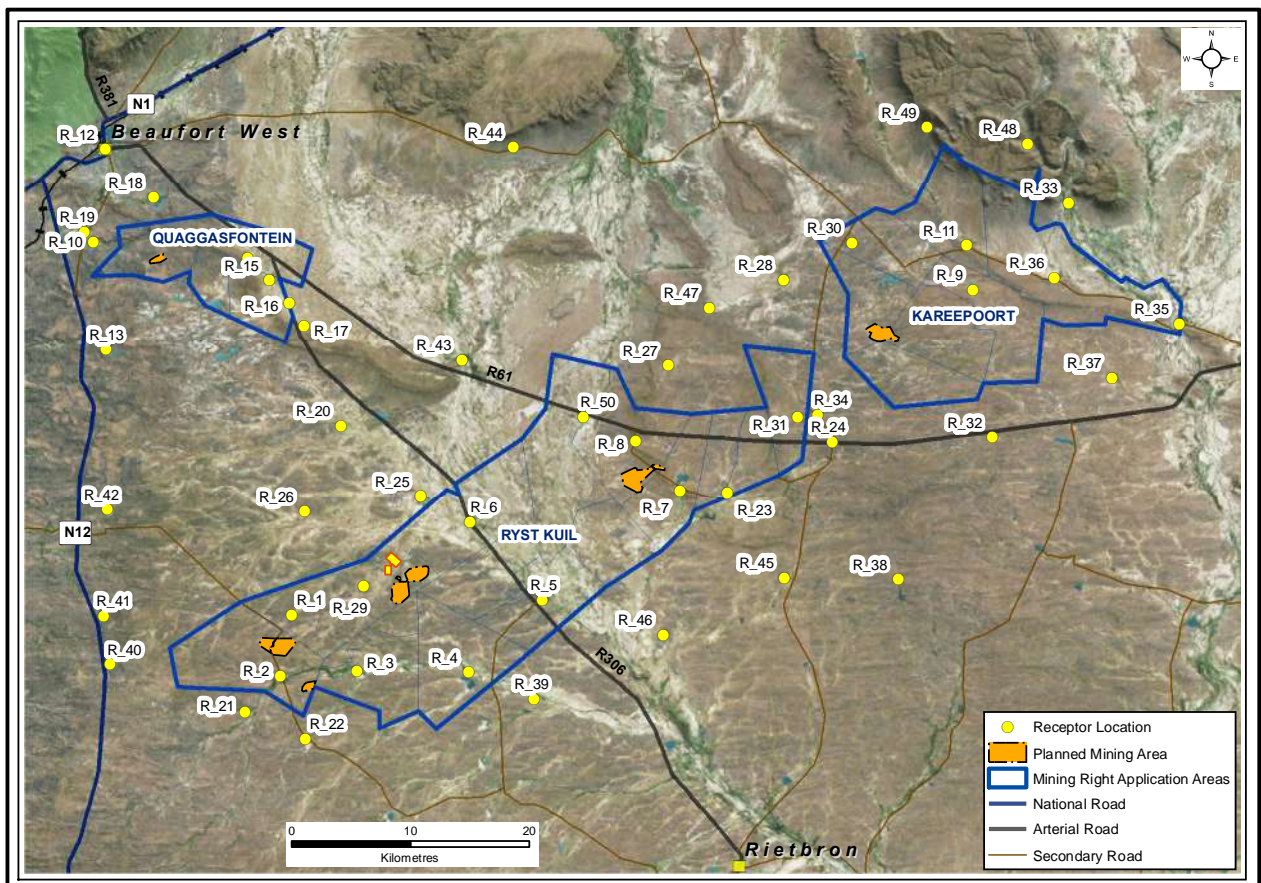 N
W E
S
R381
N1
R_12
Beaufort West
R_44
R_49
R_48
R_18
R_33
R_19
R_10
QUAGGASFONTEIN
R_30
R_11
R_15
R_28
R_36
R_9
R_16
R_47
KAREEPOORT
R_17
R_35
R_13
R_43
R_27
R_37
R61
R_50
R_34
R_20
R_31
R_8
R_24
R_32
R_25
R_42
R_26
R_7
R_23
N12
R_6
RYST KUIL
R_45
R_38
R_5
R_1
R_29
R_41
R_46
R_40
R_2
R_3
R_4
R306
R_21
R_39
R_22
Receptor Location
Planned Mining Area
Mining Right Application Areas
National Road
Arterial Road
Secondary Road
0 10 20
Kilometres
Rietbron